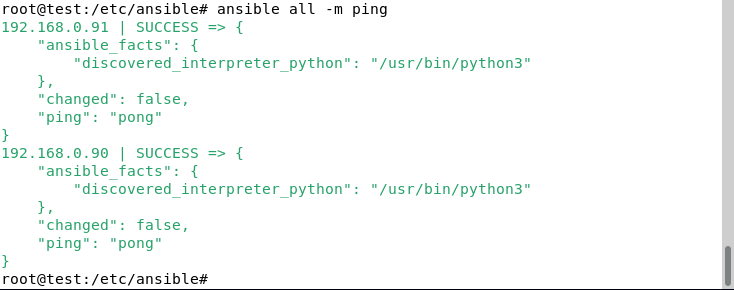 root@test:/etc/ansible# ansible all -m ping
192.168.0.91 | SUCCESS => {
    "ansible_facts": {
        "discovered_interpreter_python": "/usr/bin/python3"
    },
    "changed": false,
    "ping": "pong"
}
192.168.0.90 | SUCCESS => {
    "ansible_facts": {
        "discovered_interpreter_python": "/usr/bin/python3"
    },
    "changed": false,
    "ping": "pong"
}
root@test:/etc/ansible#